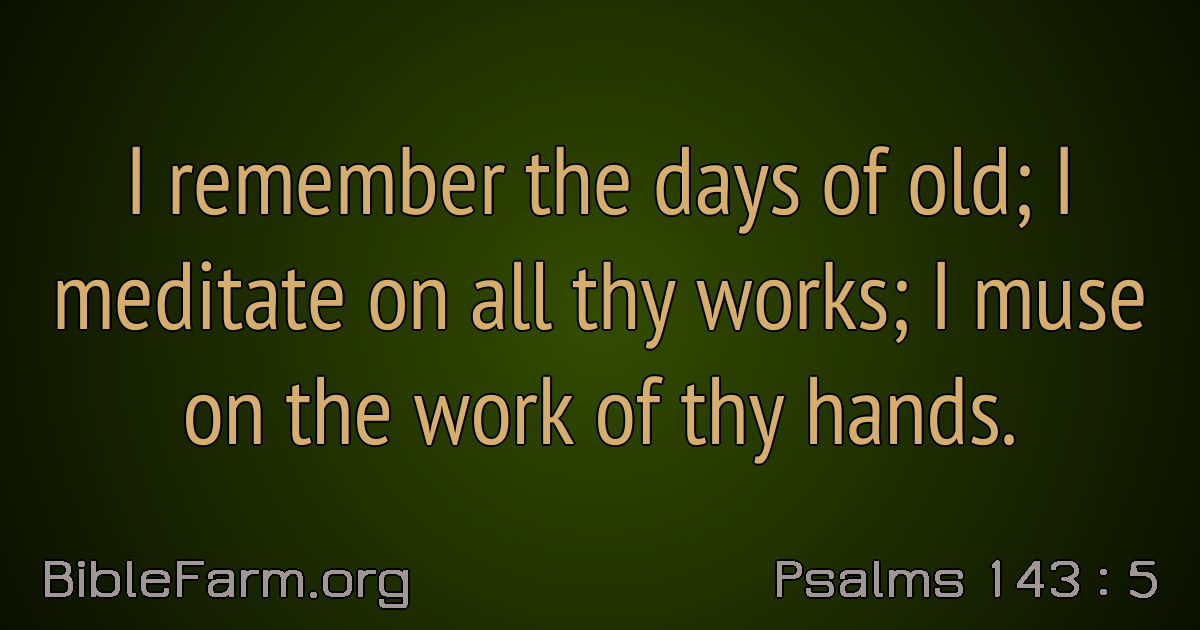 I remember the days of old; I
meditate on all thy works; I muse
on the work of thy hands.
BibleFarm.org
Psalms 143 : 5